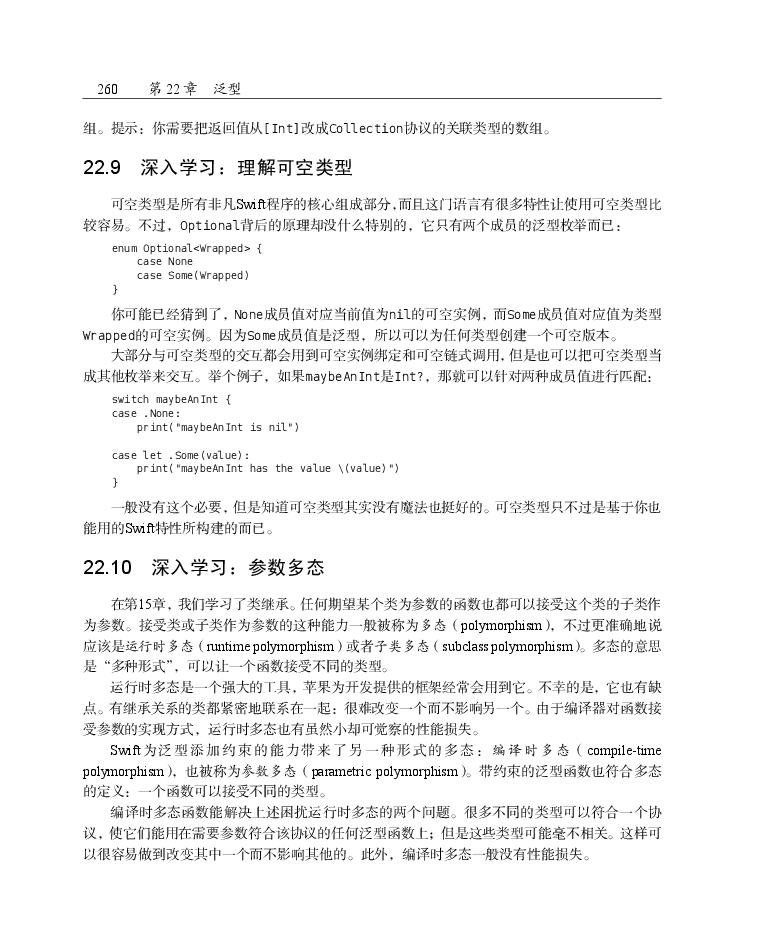 260 第 22 章 泛型
组。提示：你需要把返回值从[Int]改成Collection协议的关联类型的数组。
22.9 深入学习：理解可空类型
可空类型是所有非凡Swift程序的核心组成部分，而且这门语言有很多特性让使用可空类型比
较容易。不过，Optional背后的原理却没什么特别的，它只有两个成员的泛型枚举而已：
enum Optional<Wrapped> {
    case None
    case Some(Wrapped)
}
你可能已经猜到了，None成员值对应当前值为nil的可空实例，而Some成员值对应值为类型
Wrapped的可空实例。因为Some成员值是泛型，所以可以为任何类型创建一个可空版本。
大部分与可空类型的交互都会用到可空实例绑定和可空链式调用，但是也可以把可空类型当
成其他枚举来交互。举个例子，如果maybeAnInt是Int?，那就可以针对两种成员值进行匹配：
switch maybeAnInt {
case .None:
    print("maybeAnInt is nil")
case let .Some(value):
    print("maybeAnInt has the value \(value)")
}
一般没有这个必要，但是知道可空类型其实没有魔法也挺好的。可空类型只不过是基于你也
能用的Swift特性所构建的而已。
22.10 深入学习：参数多态
在第15章，我们学习了类继承。任何期望某个类为参数的函数也都可以接受这个类的子类作
为参数。接受类或子类作为参数的这种能力一般被称为多态（polymorphism），不过更准确地说
应该是运行时多态（runtime polymorphism）或者子类多态（subclass polymorphism）。多态的意思
是“多种形式”，可以让一个函数接受不同的类型。
运行时多态是一个强大的工具，苹果为开发提供的框架经常会用到它。不幸的是，它也有缺
点。有继承关系的类都紧密地联系在一起：很难改变一个而不影响另一个。由于编译器对函数接
受参数的实现方式，运行时多态也有虽然小却可觉察的性能损失。
Swift为泛型添加约束的能力带来了另一种形式的多态：编译时多态（compile-time
polymorphism），也被称为参数多态（parametric polymorphism）。带约束的泛型函数也符合多态
的定义：一个函数可以接受不同的类型。
编译时多态函数能解决上述困扰运行时多态的两个问题。很多不同的类型可以符合一个协
议，使它们能用在需要参数符合该协议的任何泛型函数上；但是这些类型可能毫不相关。这样可
以很容易做到改变其中一个而不影响其他的。此外，编译时多态一般没有性能损失。